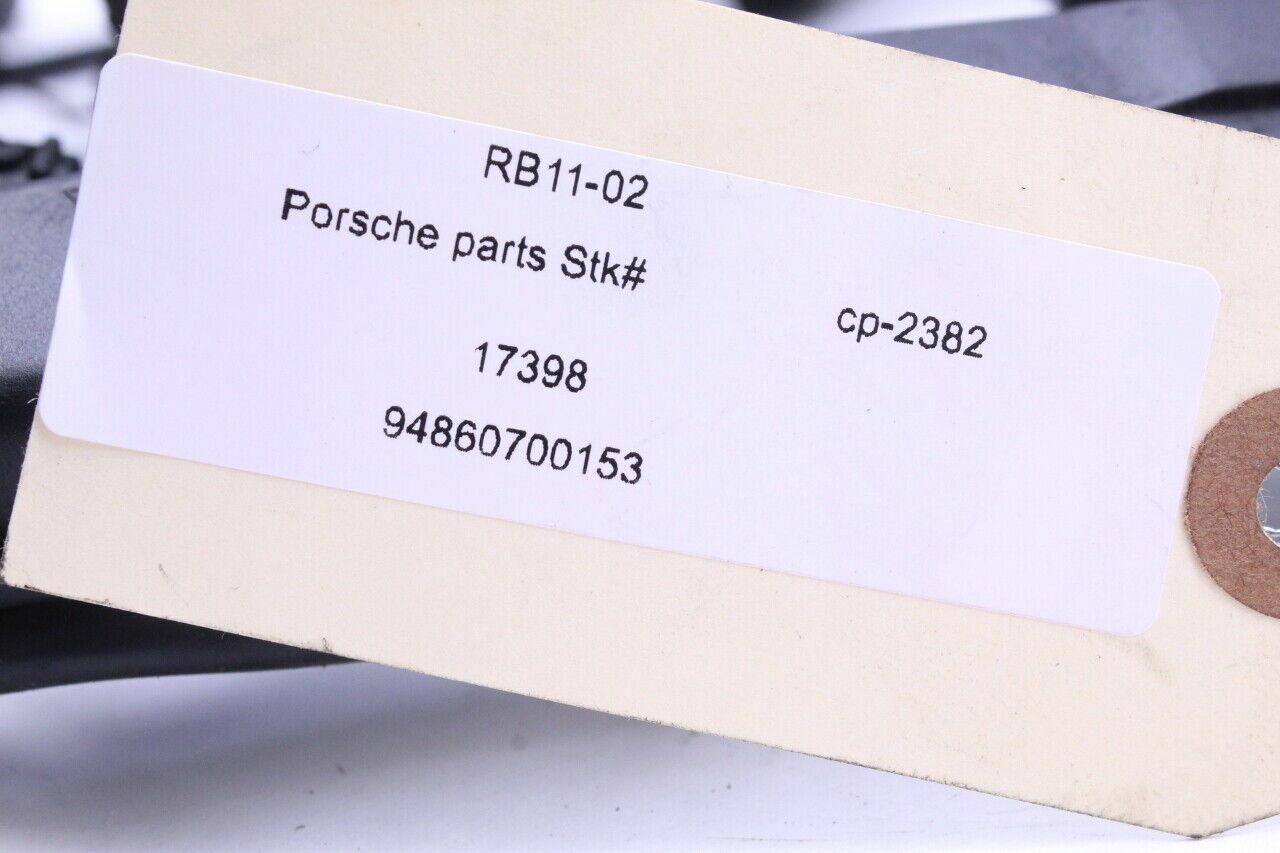 RB11-02
Porsche parts Stk#
cp-2382
17398
94860700153